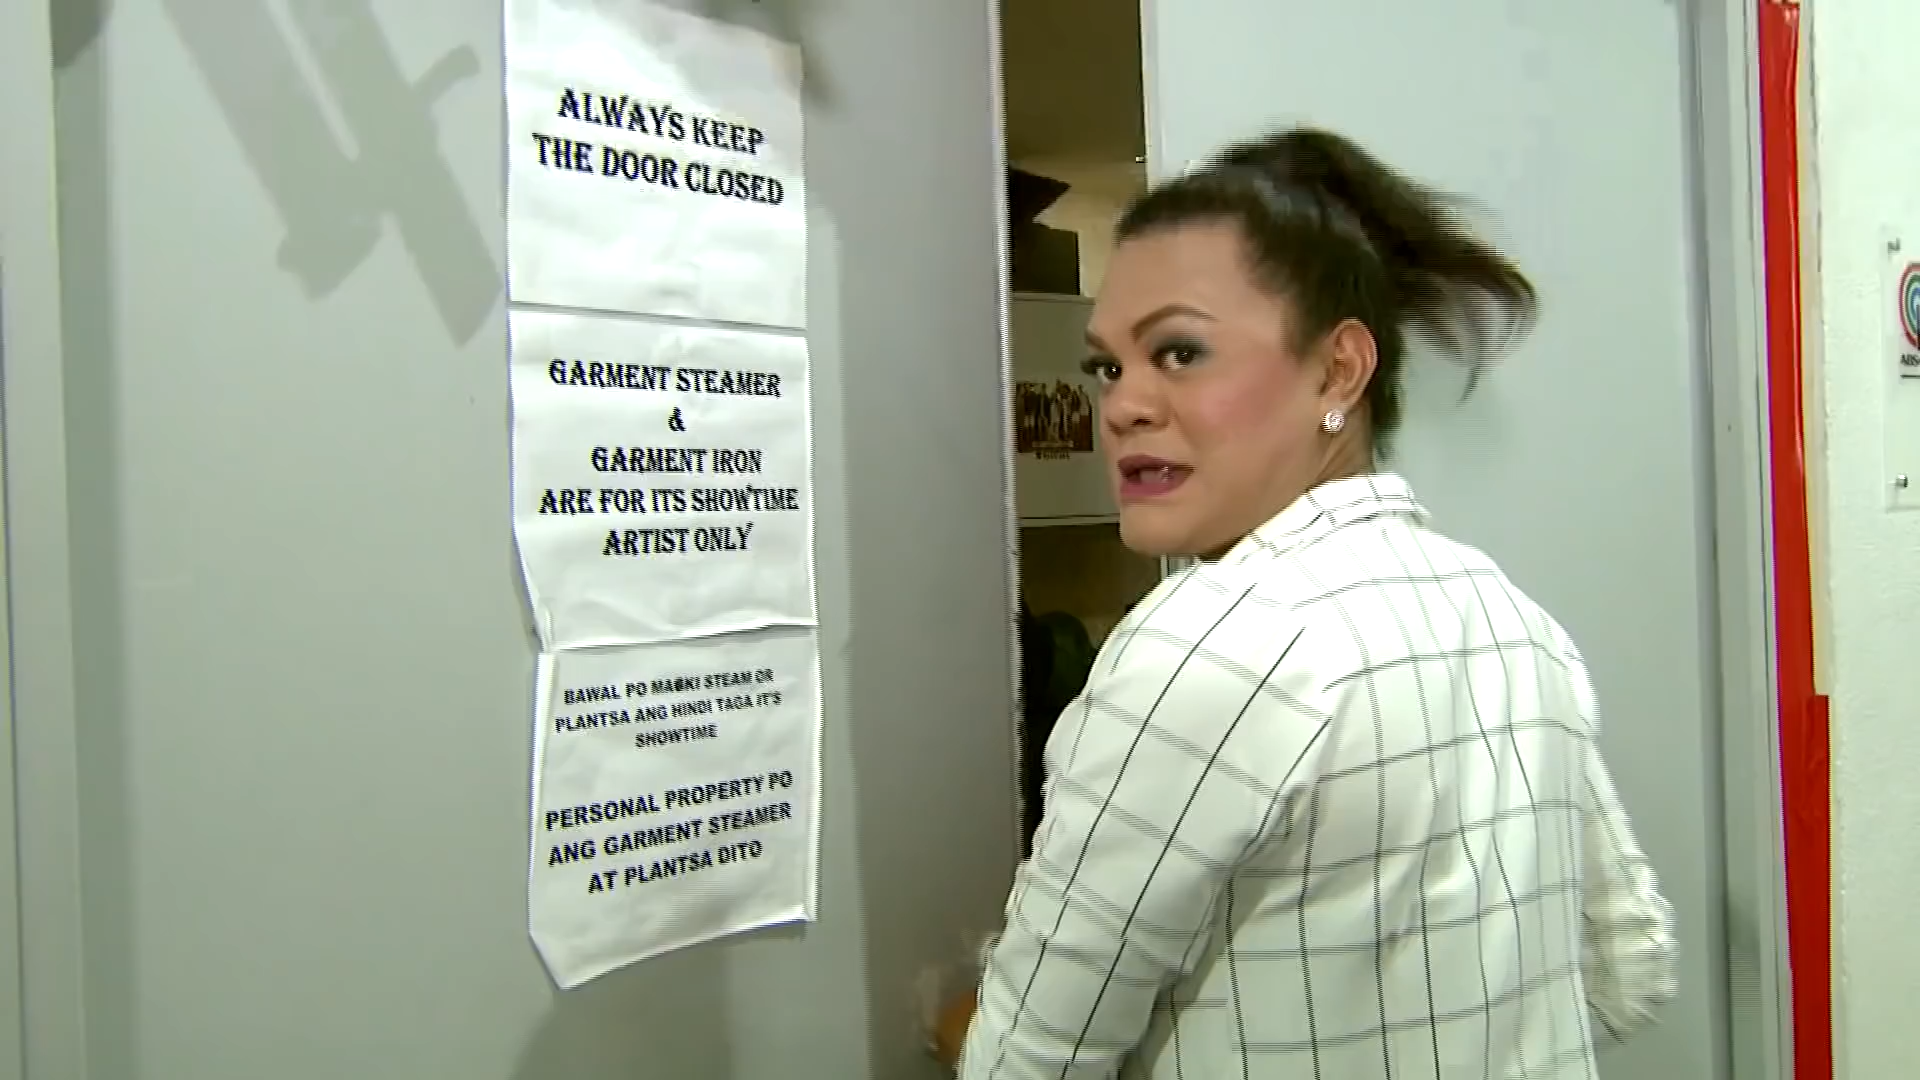 ALWAYS KEEP
THE DOOR CLOSED
GARMENT STEAMER
&
GARMENT IRON
ARE FOR ITS SHOWTIME
ARTIST ONLY
BAWAL PO MAGKI STEAM OR
PLANTSA ANG HINDI TAGA IT'S
SHOWTIME
PERSONAL PROPERTY PO
ANG GARMENT STEAMER
AT PLANTSA DITO